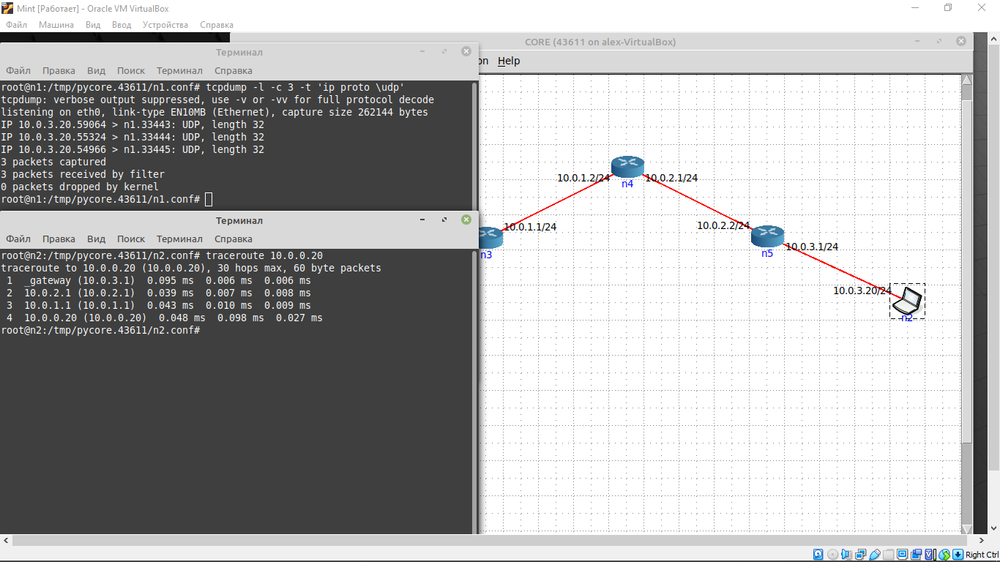 Mint [Работает] - Oracle VM VirtualBox
Файл Машина Вид Ввод Устройства Справка
CORE (43611 on alex-VirtualBox)
on Help
Терминал
Файл Правка Вид Поиск Терминал Справка
root@n1:/tmp/pycore.43611/n1.conf# tcpdump -l -c 3 -t 'ip proto \udp'
tcpdump: verbose output suppressed, use -v or -vv for full protocol decode
listening on eth0, link-type EN10MB (Ethernet), capture size 262144 bytes
IP 10.0.3.20.59064 > n1.33443: UDP, length 32
IP 10.0.3.20.55324 > n1.33444: UDP, length 32
IP 10.0.3.20.54966 > n1.33445: UDP, length 32
3 packets captured
3 packets received by filter
0 packets dropped by kernel
root@n1:/tmp/pycore.43611/n1.conf#
Терминал
Файл Правка Вид Поиск Терминал Справка
root@n2:/tmp/pycore.43611/n2.conf# traceroute 10.0.0.20
traceroute to 10.0.0.20 (10.0.0.20), 30 hops max, 60 byte packets
1 _gateway (10.0.3.1) 0.095 ms 0.006 ms 0.006 ms
2 10.0.2.1 (10.0.2.1) 0.039 ms 0.007 ms 0.008 ms
3 10.0.1.1 (10.0.1.1) 0.043 ms 0.010 ms 0.009 ms
4 10.0.0.20 (10.0.0.20) 0.048 ms 0.098 ms 0.027 ms
root@n2:/tmp/pycore.43611/n2.conf#
10.0.1.2/24
10.0.2.1/24
n4
10.0.1.1/24
n3
10.0.2.2/24
n5
10.0.3.1/24
10.0.3.20/24
n2
Right Ctrl